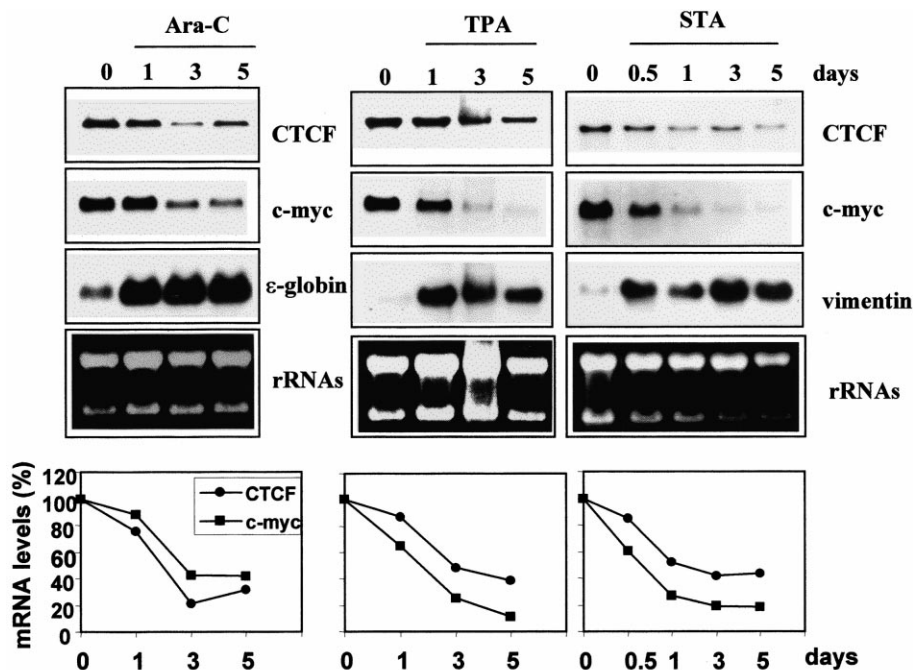 Ara-C TPA STA
0 1 3 5 0 1 3 5 0 0.5 1 3 5 days
CTCF CTCF
c-myc c-myc
ε-globin vimentin
rRNAs rRNAs
mRNA levels (%)
120
100
80
60
40
20
0
CTCF
c-myc
0 1 3 5 0 1 3 5 0 0.5 1 3 5 days